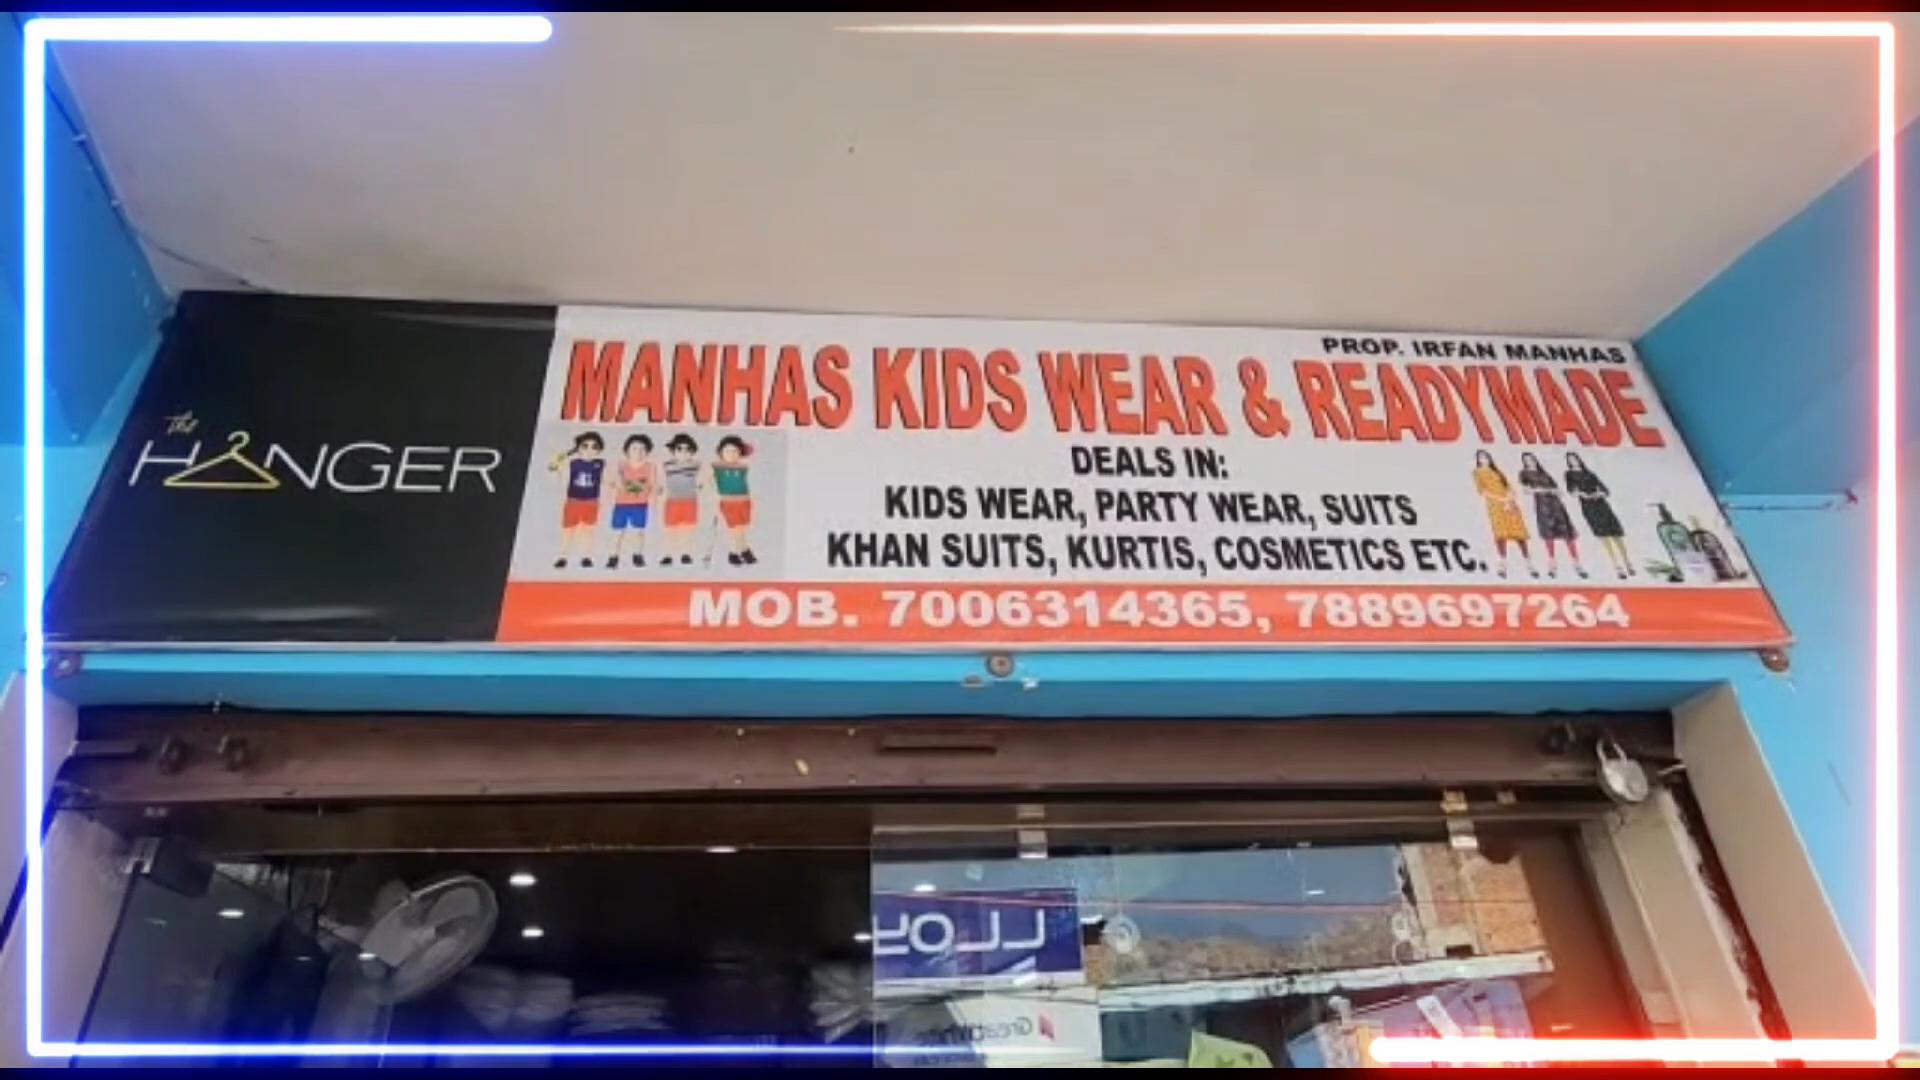 the
HANGER
PROP. IRFAN MANHAS
MANHAS KIDS WEAR & READYMADE
DEALS IN:
KIDS WEAR, PARTY WEAR, SUITS
KHAN SUITS, KURTIS, COSMETICS ETC.
MOB. 7006314365, 7889697264